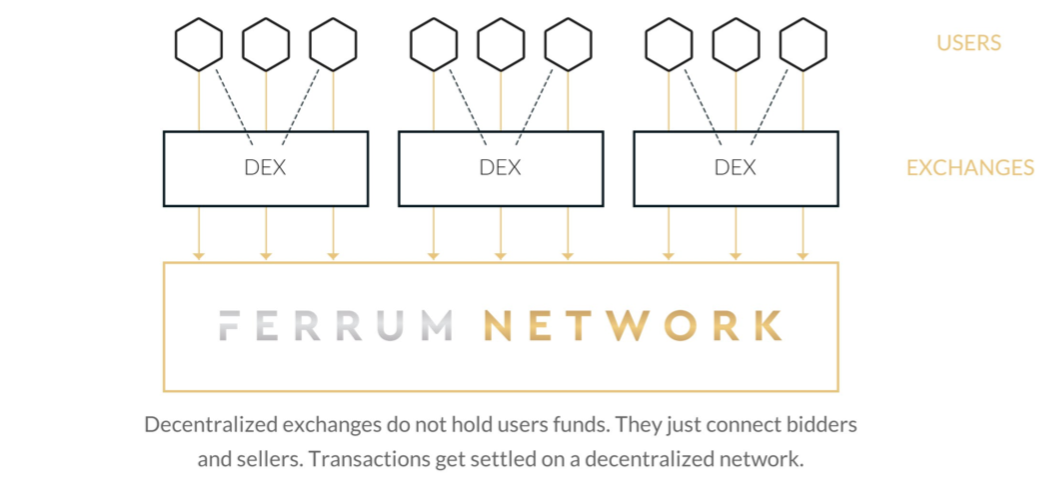 USERS
DEX DEX DEX
EXCHANGES
FERRUM NETWORK
Decentralized exchanges do not hold users funds. They just connect bidders
and sellers. Transactions get settled on a decentralized network.